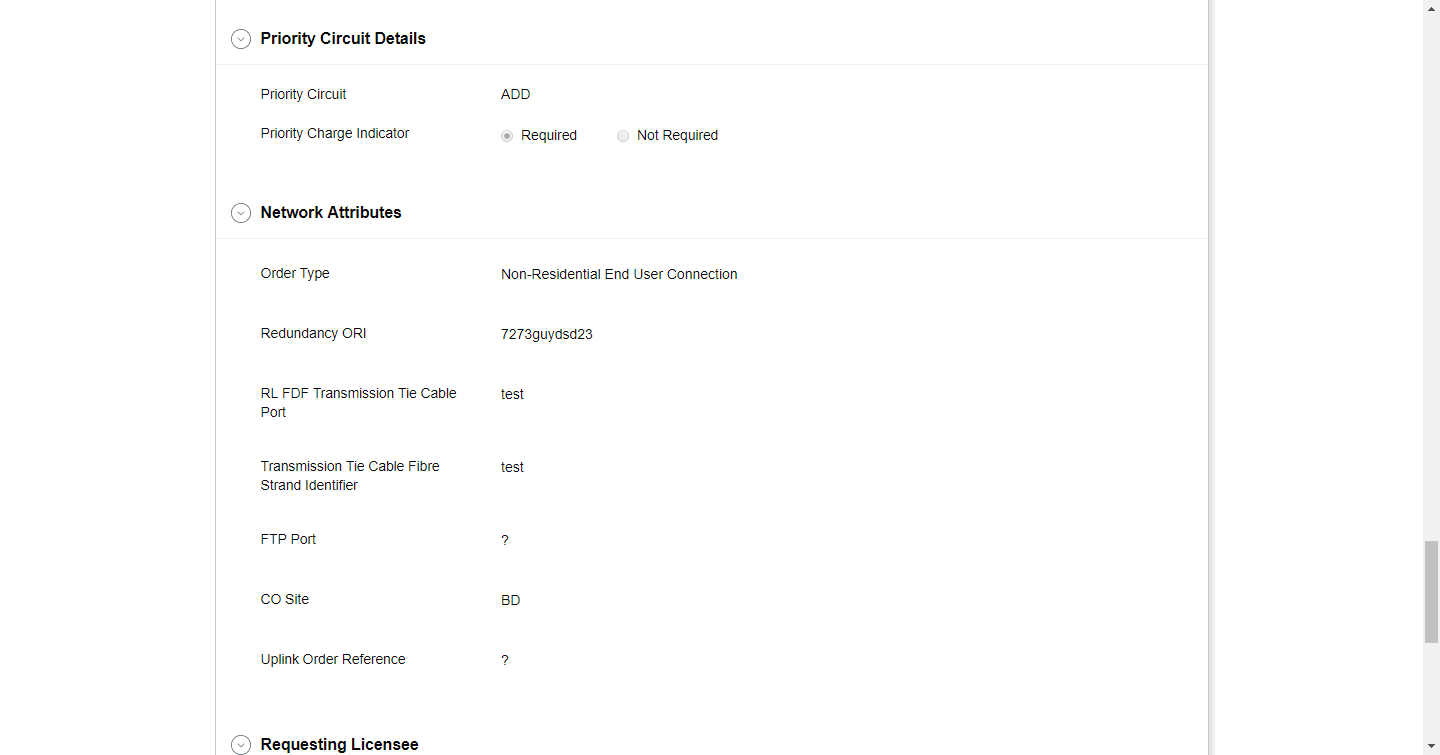 Priority Circuit Details
Priority Circuit ADD
Priority Charge Indicator Required Not Required
Network Attributes
Order Type Non-Residential End User Connection
Redundancy ORI 7273guydsd23
RL FDF Transmission Tie Cable test
Port
Transmission Tie Cable Fibre test
Strand Identifier
FTP Port ?
CO Site BD
Uplink Order Reference ?
Requesting Licensee